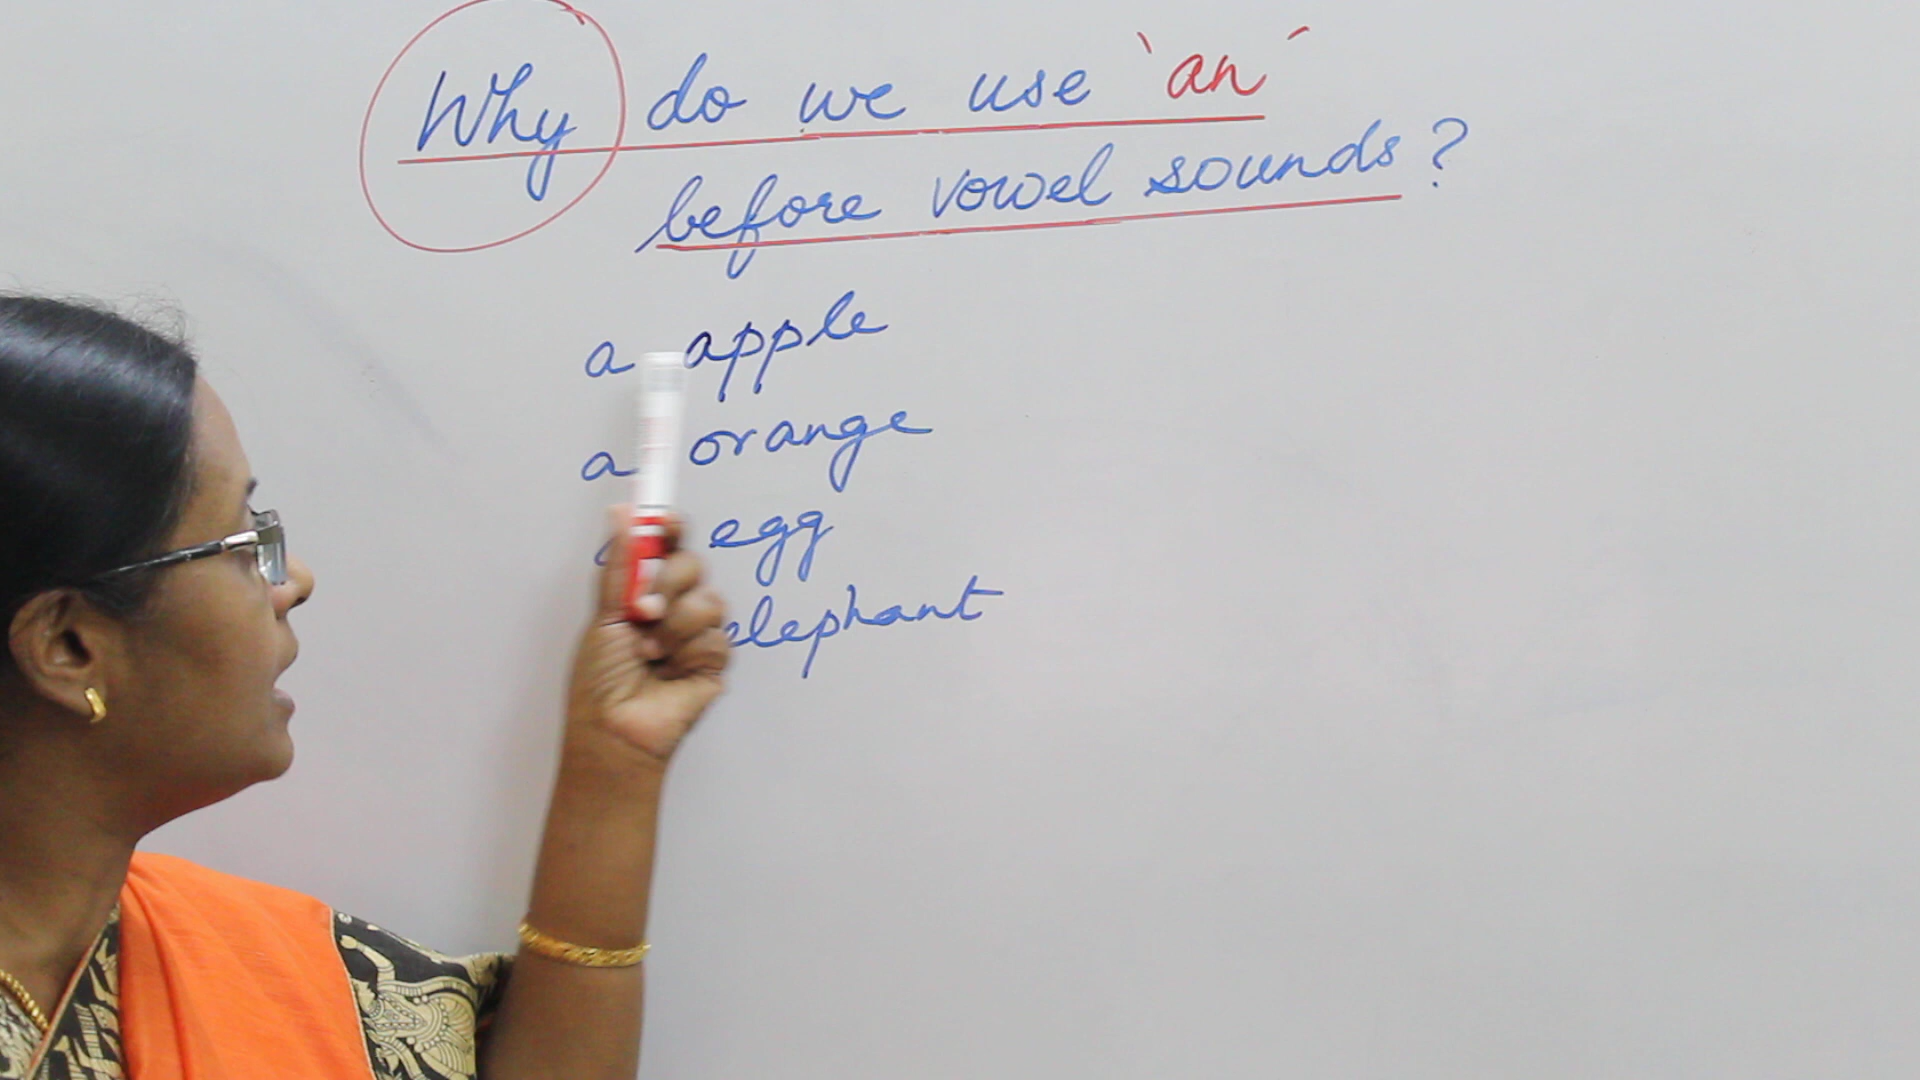 Why do we use 'an'
before vowel sounds?
a apple
a orange
egg
elephant